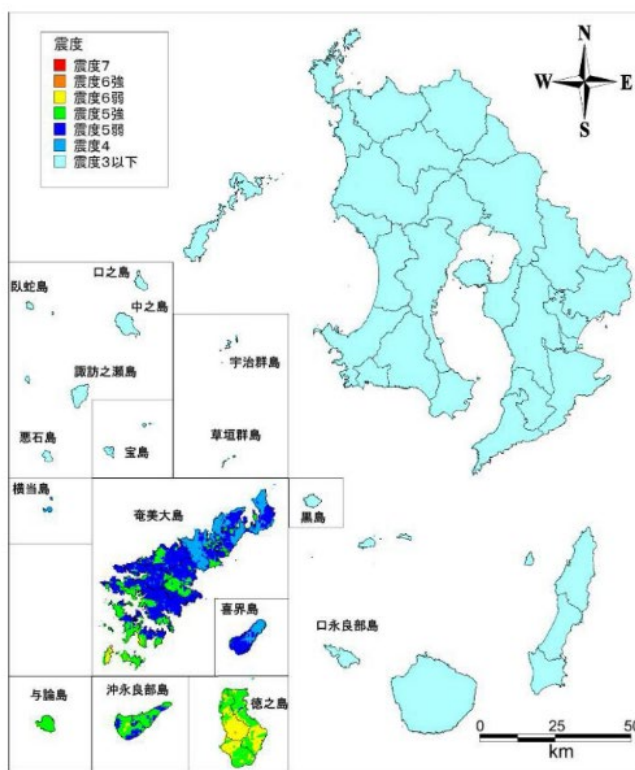 震度
震度7
震度6強
震度6弱
震度5強
震度5弱
震度4
震度3以下
N
W
E
S
口之島
臥蛇島
中之島
宇治群島
諏訪之瀬島
悪石島
宝島
草垣群島
横当島
奄美大島
黒島
喜界島
口永良部島
与論島
沖永良部島
徳之島
0 12.5 25 50
km